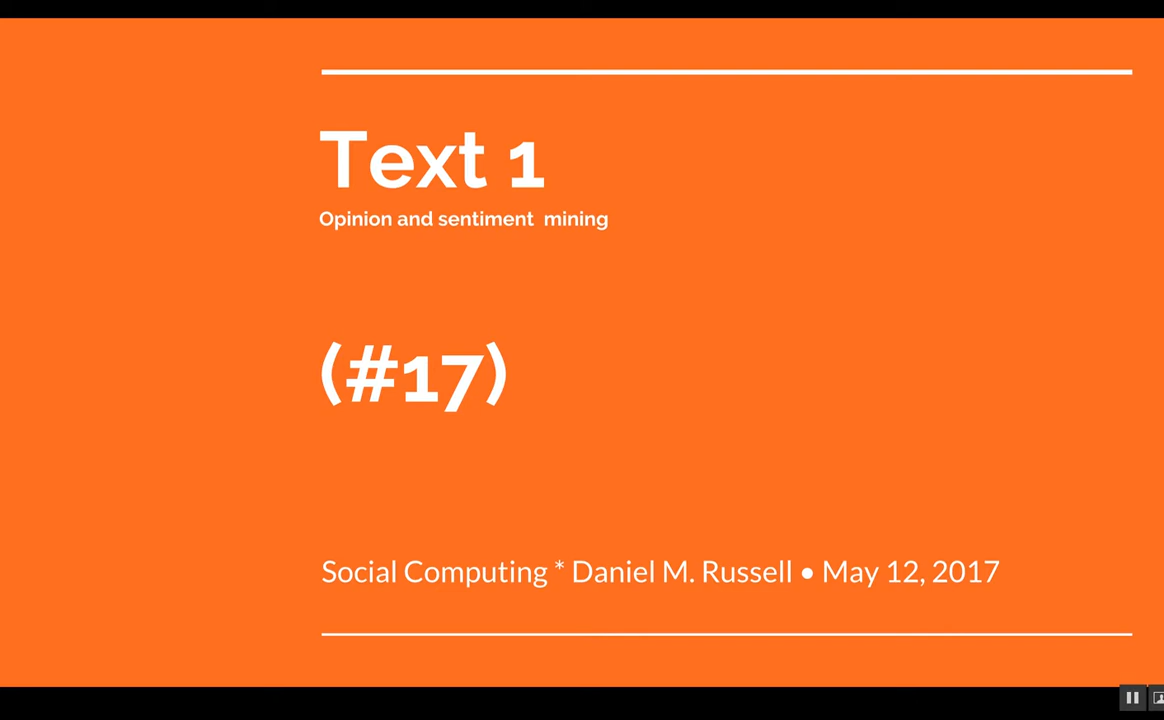 Text 1
Opinion and sentiment  mining
(#17)
Social Computing * Daniel M. Russell • May 12, 2017